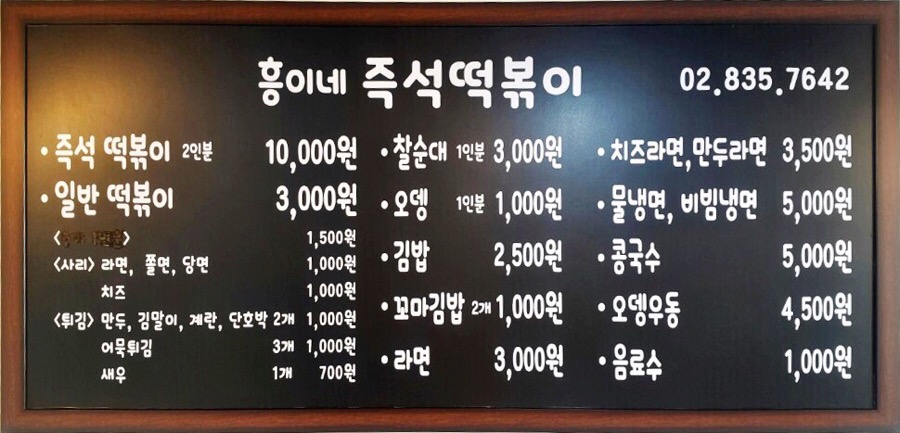 흥이네 즉석떡볶이 02.835.7642
• 즉석 떡볶이 2인분 10,000원
• 일반 떡볶이 3,000원
< > 1,500원
<사리> 라면, 쫄면, 당면 1,000원
치즈 1,000원
<튀김> 만두, 김말이, 계란, 단호박 2개 1,000원
어묵튀김 3개 1,000원
새우 1개 700원
• 찰순대 1인분 3,000원
• 오뎅 1인분 1,000원
• 김밥 2,500원
• 꼬마김밥 2개 1,000원
• 라면 3,000원
• 치즈라면,만두라면 3,500원
• 물냉면, 비빔냉면 5,000원
• 콩국수 5,000원
• 오뎅우동 4,500원
• 음료수 1,000원